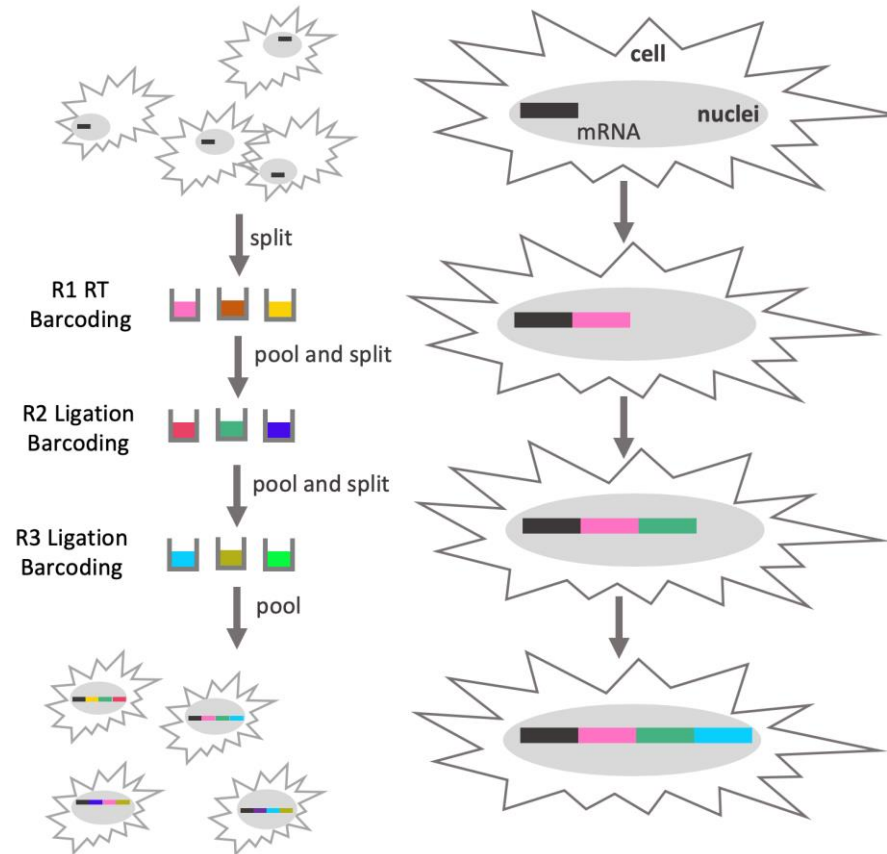 split
R1 RT
Barcoding
pool and split
R2 Ligation
Barcoding
pool and split
R3 Ligation
Barcoding
pool
cell
nuclei
mRNA